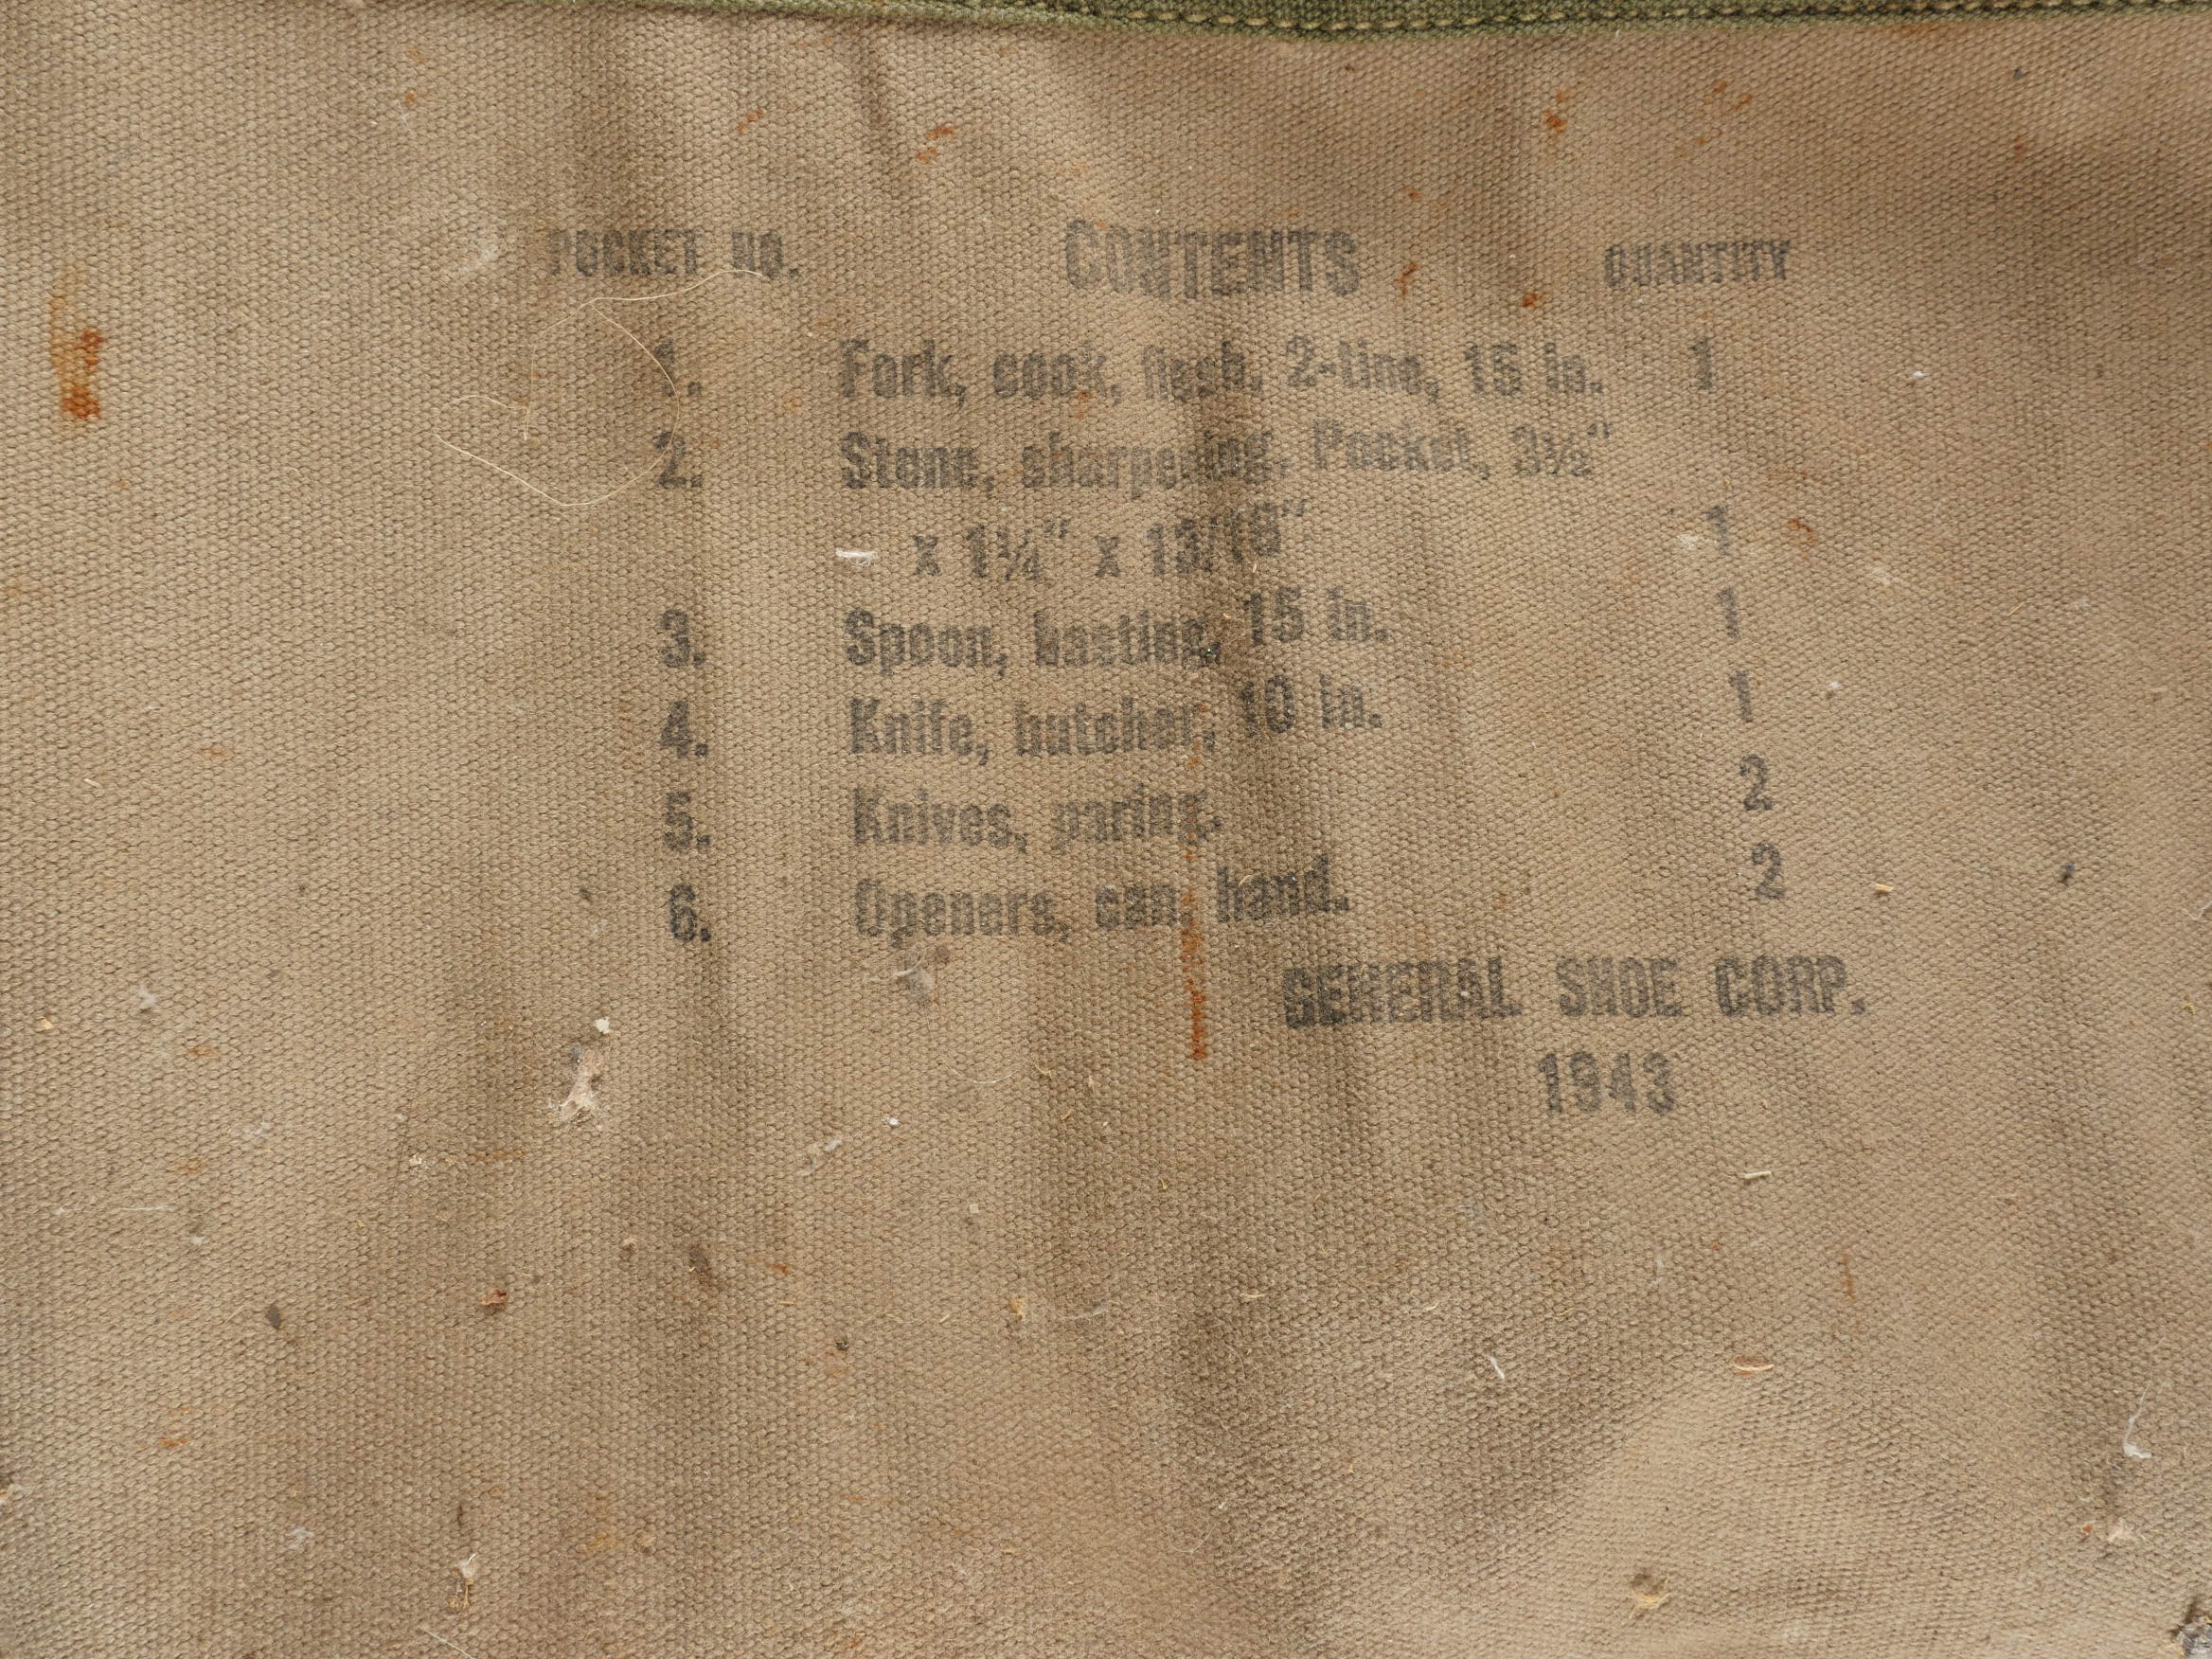 POCKET NO. CONTENTS QUANTITY
1. Fork, cook, flesh, 2-tine, 15 in. 1
2. Stone, sharpening, Pocket, 3½"
x 1¼" x 13/16" 1
3. Spoon, basting, 15 in. 1
4. Knife, butcher, 10 in. 1
5. Knives, paring. 2
6. Openers, can, hand. 2
GENERAL SHOE CORP.
1943